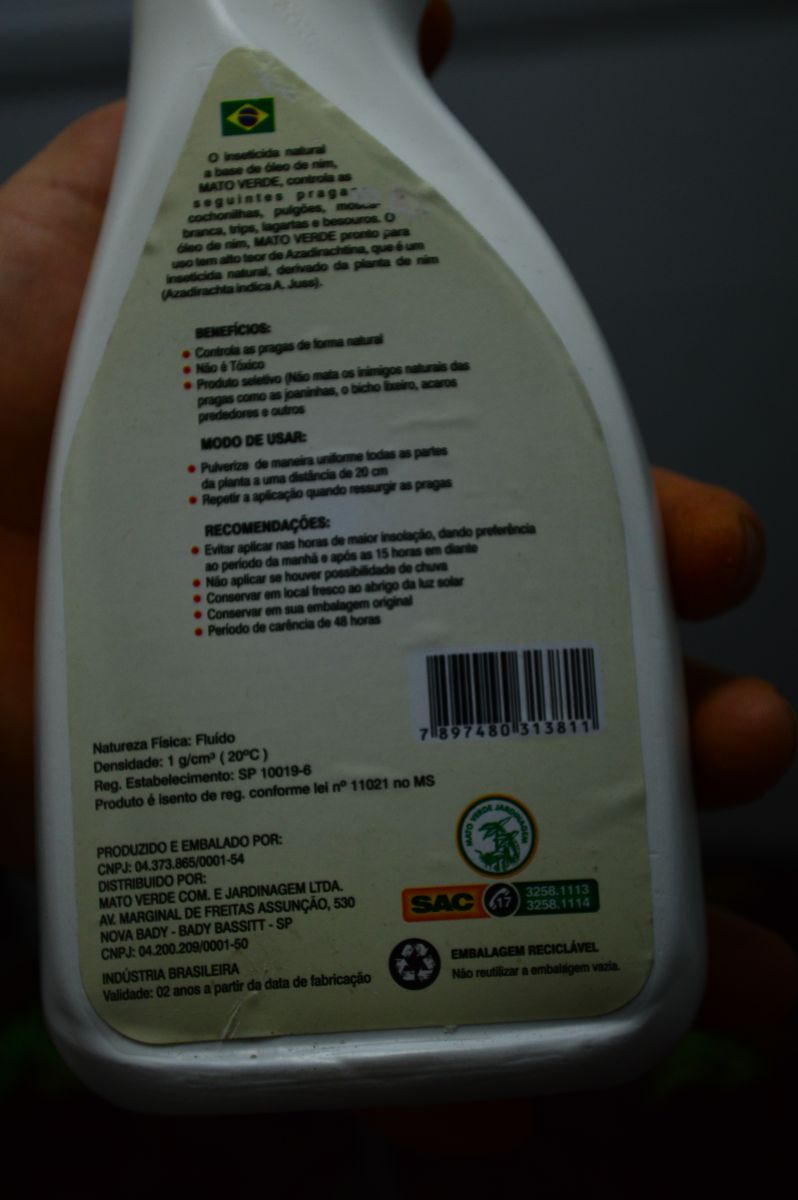 O inseticida natural
a base de óleo de nim,
MATO VERDE, controla as
seguintes praga
cochonilhas, pulgões, mosca-
branca, trips, lagartas e besouros. O
óleo de nim, MATO VERDE pronto para
uso tem alto teor de Azadirachtina, que é um
inseticida natural, derivado da planta de nim
(Azadirachta indica A. Juss).
BENEFÍCIOS:
• Controla as pragas de forma natural
• Não é Tóxico
• Produto seletivo (Não mata os inimigos naturais das
pragas como as joaninhas, o bicho lixeiro, acaros
prededores e outros
MODO DE USAR:
• Pulverize de maneira uniforme todas as partes
da planta a uma distância de 20 cm
• Repetir a aplicação quando ressurgir as pragas
RECOMENDAÇÕES:
• Evitar aplicar nas horas de maior insolação, dando preferência
ao período da manhã e após as 15 horas em diante
• Não aplicar se houver possibilidade de chuva
• Conservar em local fresco ao abrigo da luz solar
• Conservar em sua embalagem original
• Período de carência de 48 horas
7 897480 313811
Natureza Física: Fluído
Densidade: 1 g/cm³ ( 20ºC )
Reg. Estabelecimento: SP 10019-6
Produto é isento de reg. conforme lei nº 11021 no MS
PRODUZIDO E EMBALADO POR:
CNPJ: 04.373.865/0001-54
DISTRIBUIDO POR:
MATO VERDE COM. E JARDINAGEM LTDA.
AV. MARGINAL DE FREITAS ASSUNÇÃO, 530
NOVA BADY - BADY BASSITT - SP
CNPJ: 04.200.209/0001-50
INDÚSTRIA BRASILEIRA
Validade: 02 anos a partir da data de fabricação
MATO VERDE JARDINAGEM
SAC 17 3258.1113
3258.1114
EMBALAGEM RECICLÁVEL
Não reutilizar a embalagem vazia.